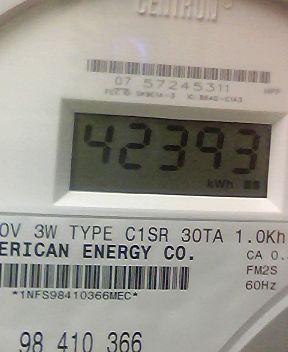 CENTRON®
07 57245311
42393
kWh
0V 3W TYPE C1SR 30TA 1.0Kh
ERICAN ENERGY CO.
CA 0.
FM2S
60Hz
*1NFS98410366MEC*
98 410 366